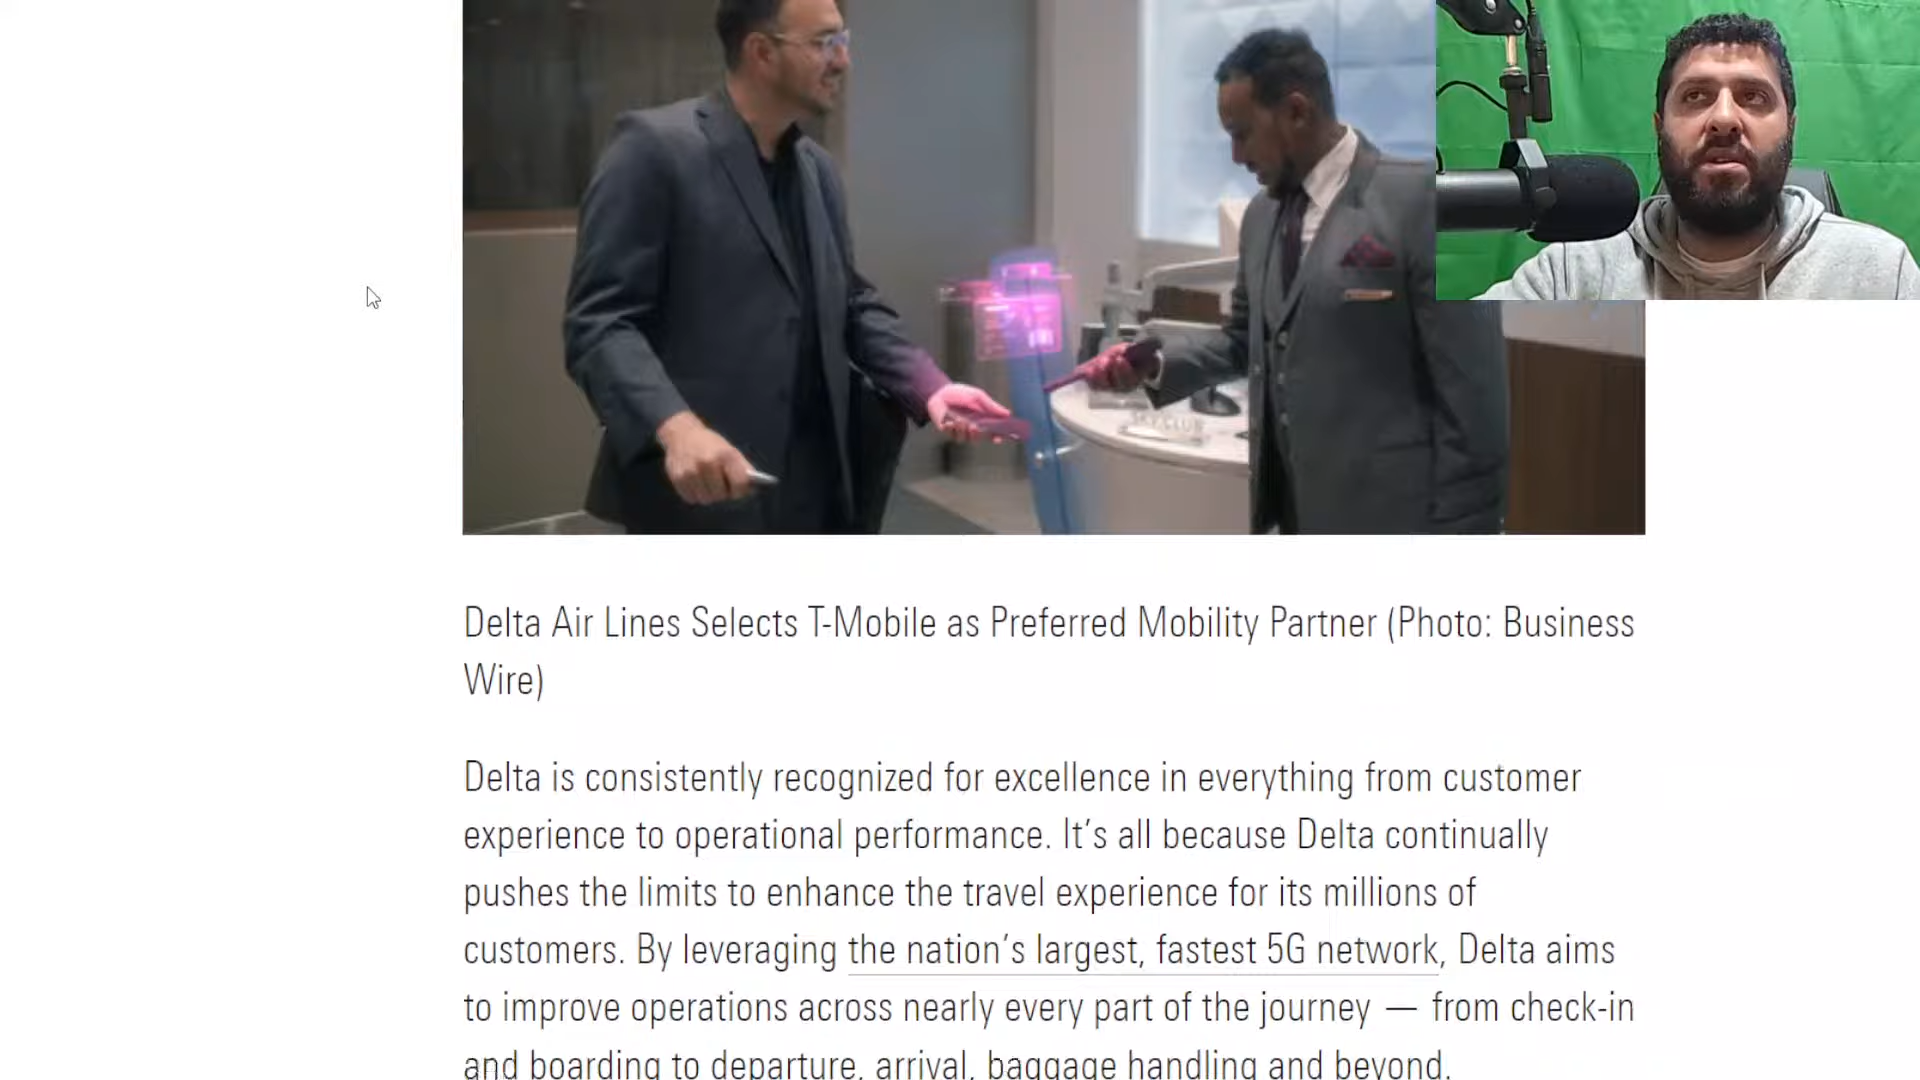 SKY CLUB
Delta Air Lines Selects T-Mobile as Preferred Mobility Partner (Photo: Business
Wire)
Delta is consistently recognized for excellence in everything from customer
experience to operational performance. It’s all because Delta continually
pushes the limits to enhance the travel experience for its millions of
customers. By leveraging the nation’s largest, fastest 5G network, Delta aims
to improve operations across nearly every part of the journey — from check-in
and boarding to departure, arrival, baggage handling and beyond.